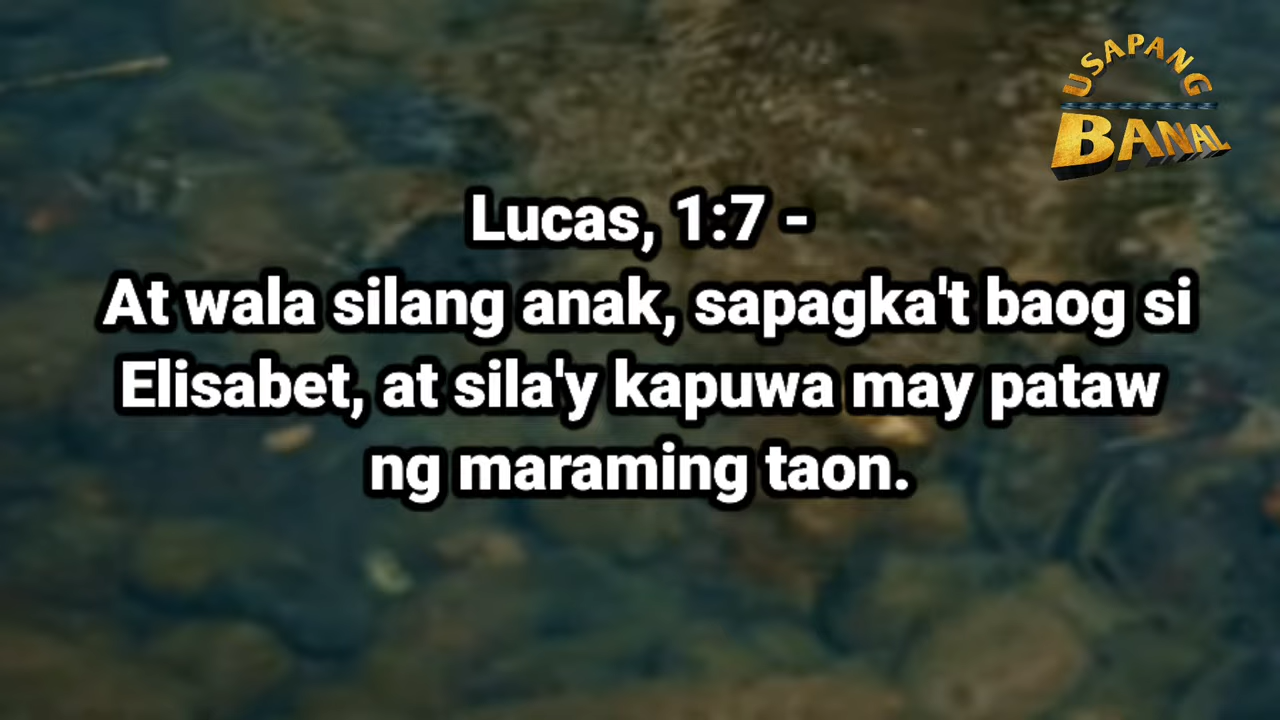 USAPANG
BANAL
Lucas, 1:7 -
At wala silang anak, sapagka't baog si
Elisabet, at sila'y kapuwa may pataw
ng maraming taon.